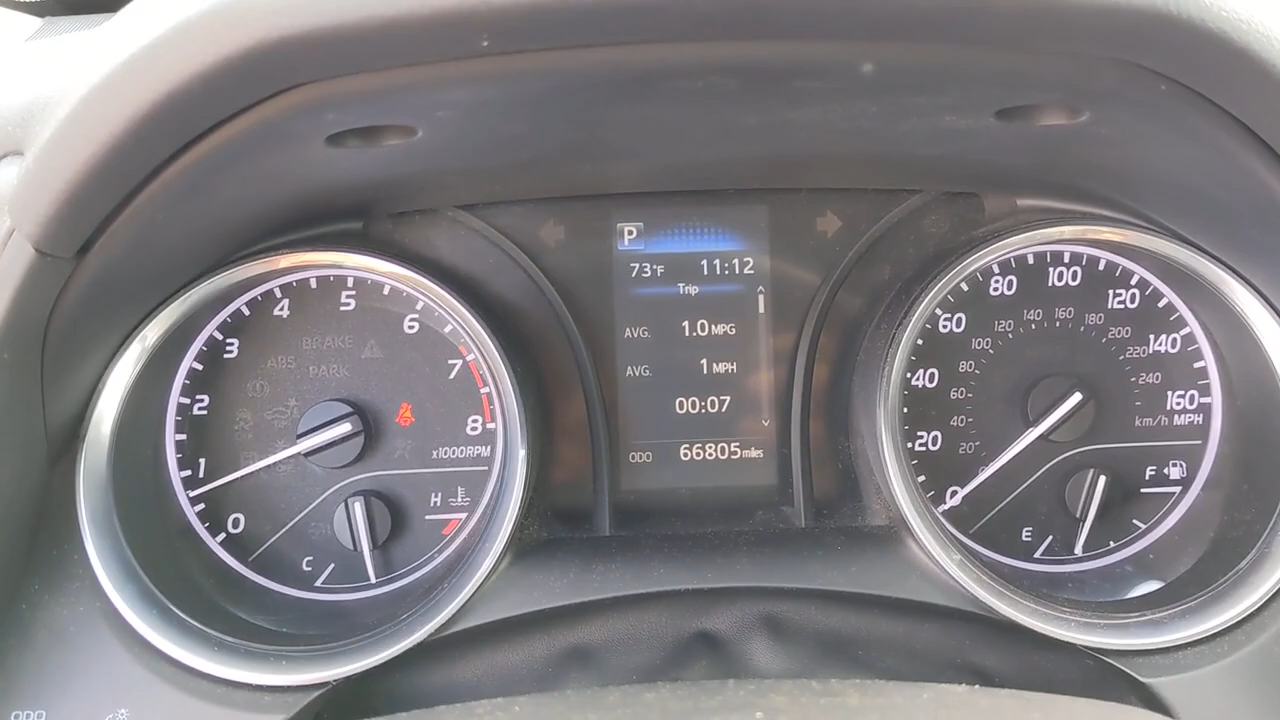 P
73°F 11:12
Trip
AVG. 1.0 MPG
AVG. 1 MPH
00:07
ODO 66805 miles
0
1
2
3
4
5
6
7
8
x1000RPM
BRAKE
ABS
PARK
H
C
0
20
40
60
80
100
120
140
160
20
40
60
80
100
120
140
160
180
200
220
240
km/h MPH
F
E
ODO